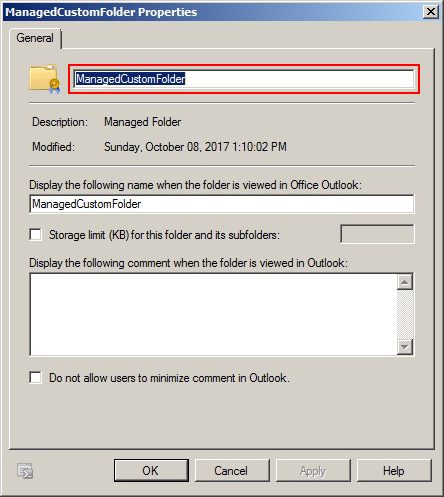 ManagedCustomFolder Properties
General
ManagedCustomFolder
Description: Managed Folder
Modified: Sunday, October 08, 2017 1:10:02 PM
Display the following name when the folder is viewed in Office Outlook:
ManagedCustomFolder
Storage limit (KB) for this folder and its subfolders:
Display the following comment when the folder is viewed in Outlook:
Do not allow users to minimize comment in Outlook.
OK Cancel Apply Help